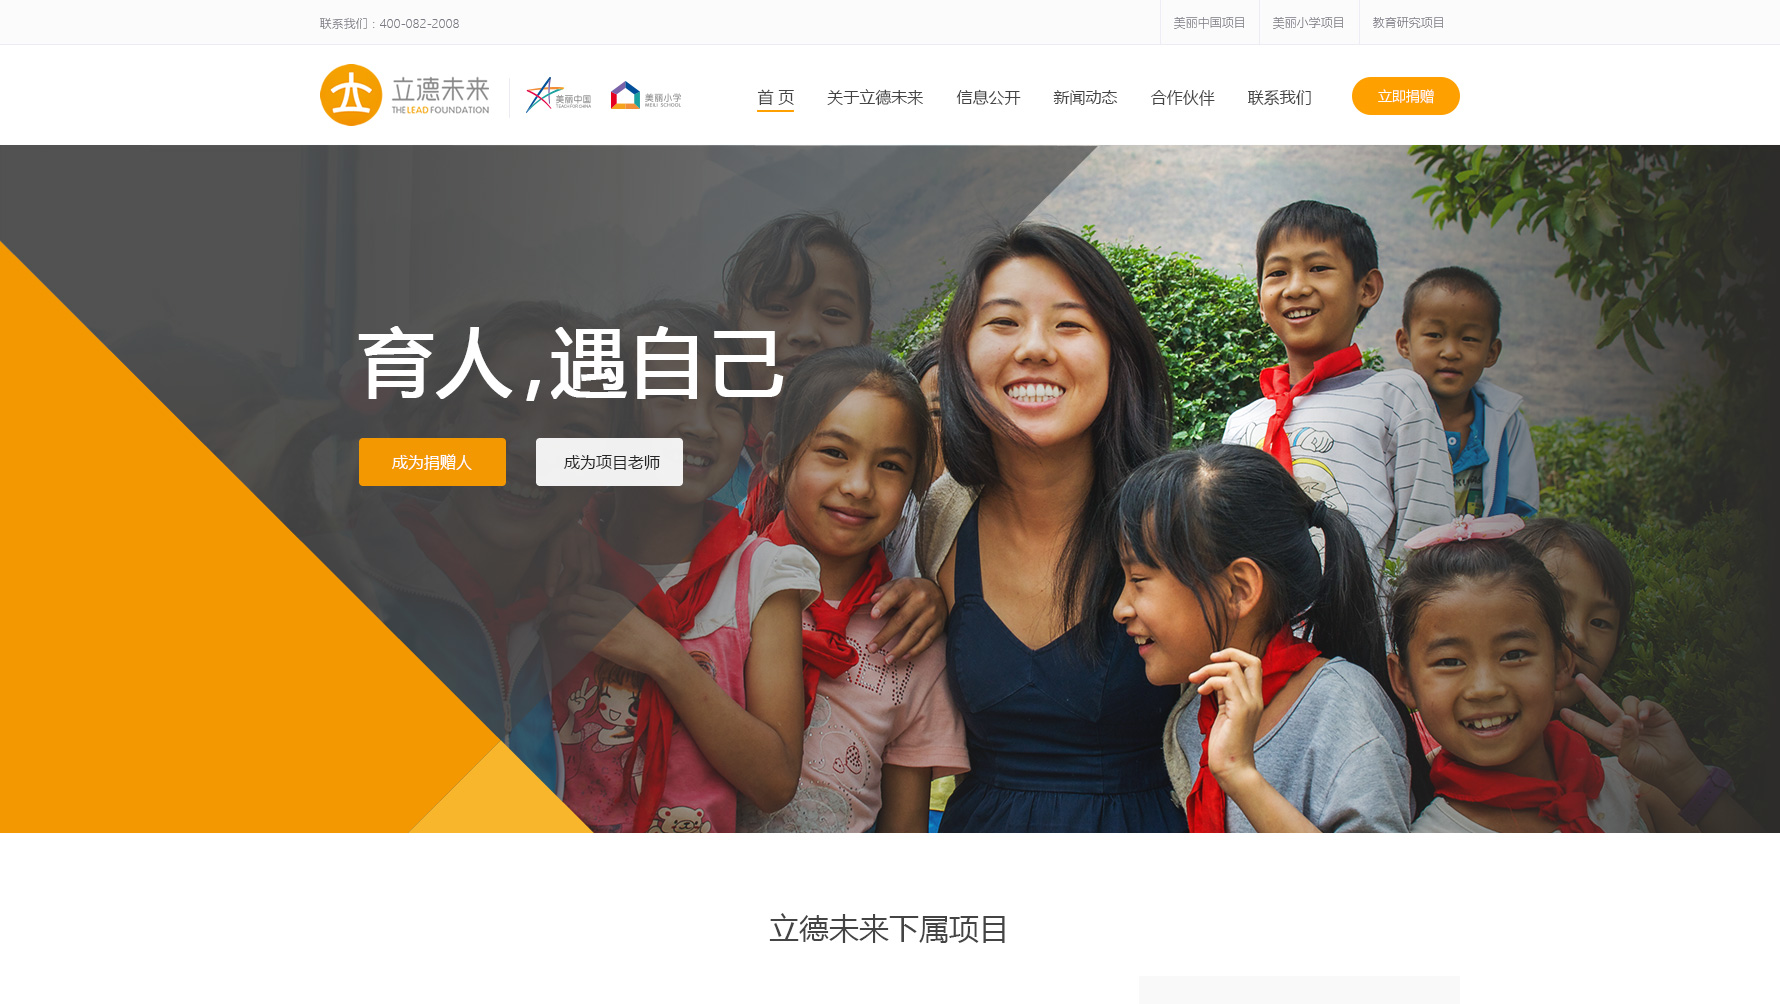 联系我们：400-082-2008
美丽中国项目
美丽小学项目
教育研究项目
立德未来
THE LEAD FOUNDATION
美丽中国
TEACH FOR CHINA
美丽小学
MEILI SCHOOL
首 页
关于立德未来
信息公开
新闻动态
合作伙伴
联系我们
立即捐赠
育人,遇自己
成为捐赠人
成为项目老师
立德未来下属项目